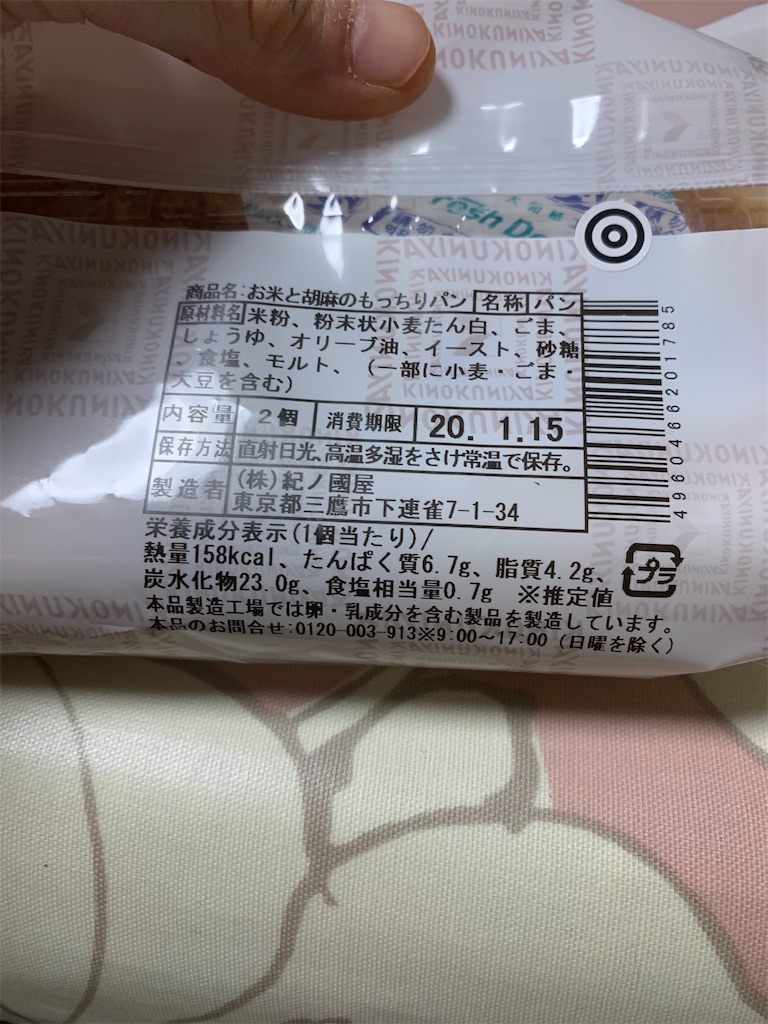 KINOKUNIYA
Fresh
商品名:お米と胡麻のもっちりパン 名称 パン
原材料名 米粉、粉末状小麦たん白、ごま、
しょうゆ、オリーブ油、イースト、砂糖
、食塩、モルト、(一部に小麦・ごま・
大豆を含む)
内容量 2個 消費期限 20. 1.15
保存方法 直射日光、高温多湿をさけ常温で保存。
製造者 (株)紀ノ國屋
東京都三鷹市下連雀7-1-34
4960466201785
栄養成分表示(1個当たり)/
熱量158kcal、たんぱく質6.7g、脂質4.2g、
炭水化物23.0g、食塩相当量0.7g ※推定値
プラ
本品製造工場では卵・乳成分を含む製品を製造しています。
本品のお問合せ:0120-003-913※9:00~17:00(日曜を除く)